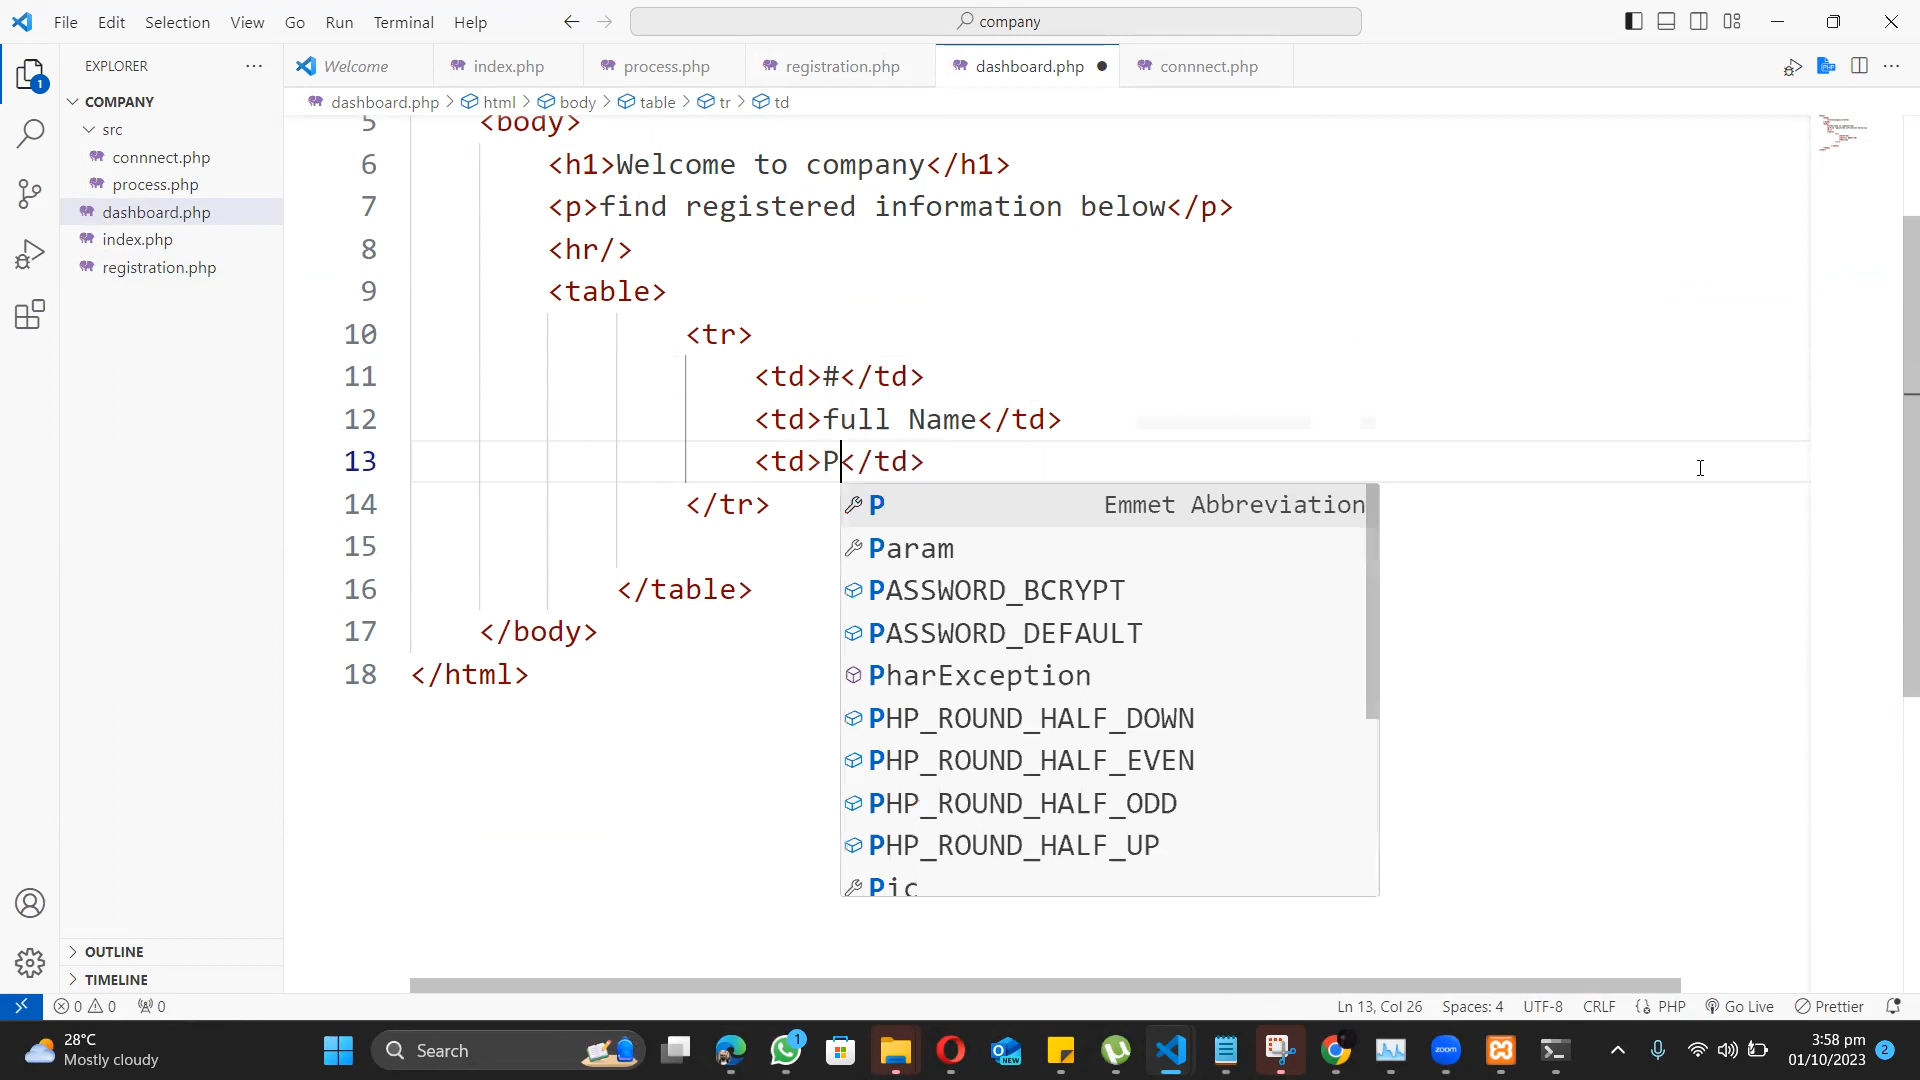 File Edit Selection View Go Run Terminal Help
company
EXPLORER
COMPANY
src
connnect.php
process.php
dashboard.php
index.php
registration.php
OUTLINE
TIMELINE
Welcome
index.php
process.php
registration.php
dashboard.php
connnect.php
dashboard.php > html > body > table > tr > td
5 <body>
6 <h1>Welcome to company</h1>
7 <p>find registered information below</p>
8 <hr/>
9 <table>
10 <tr>
11 <td>#</td>
12 <td>full Name</td>
13 <td>P</td>
14 </tr>
15
16 </table>
17 </body>
18 </html>
P Emmet Abbreviation
Param
PASSWORD_BCRYPT
PASSWORD_DEFAULT
PharException
PHP_ROUND_HALF_DOWN
PHP_ROUND_HALF_EVEN
PHP_ROUND_HALF_ODD
PHP_ROUND_HALF_UP
Pic
0 0 0
Ln 13, Col 26 Spaces: 4 UTF-8 CRLF PHP Go Live Prettier
28°C
Mostly cloudy
Search
3:58 pm
01/10/2023